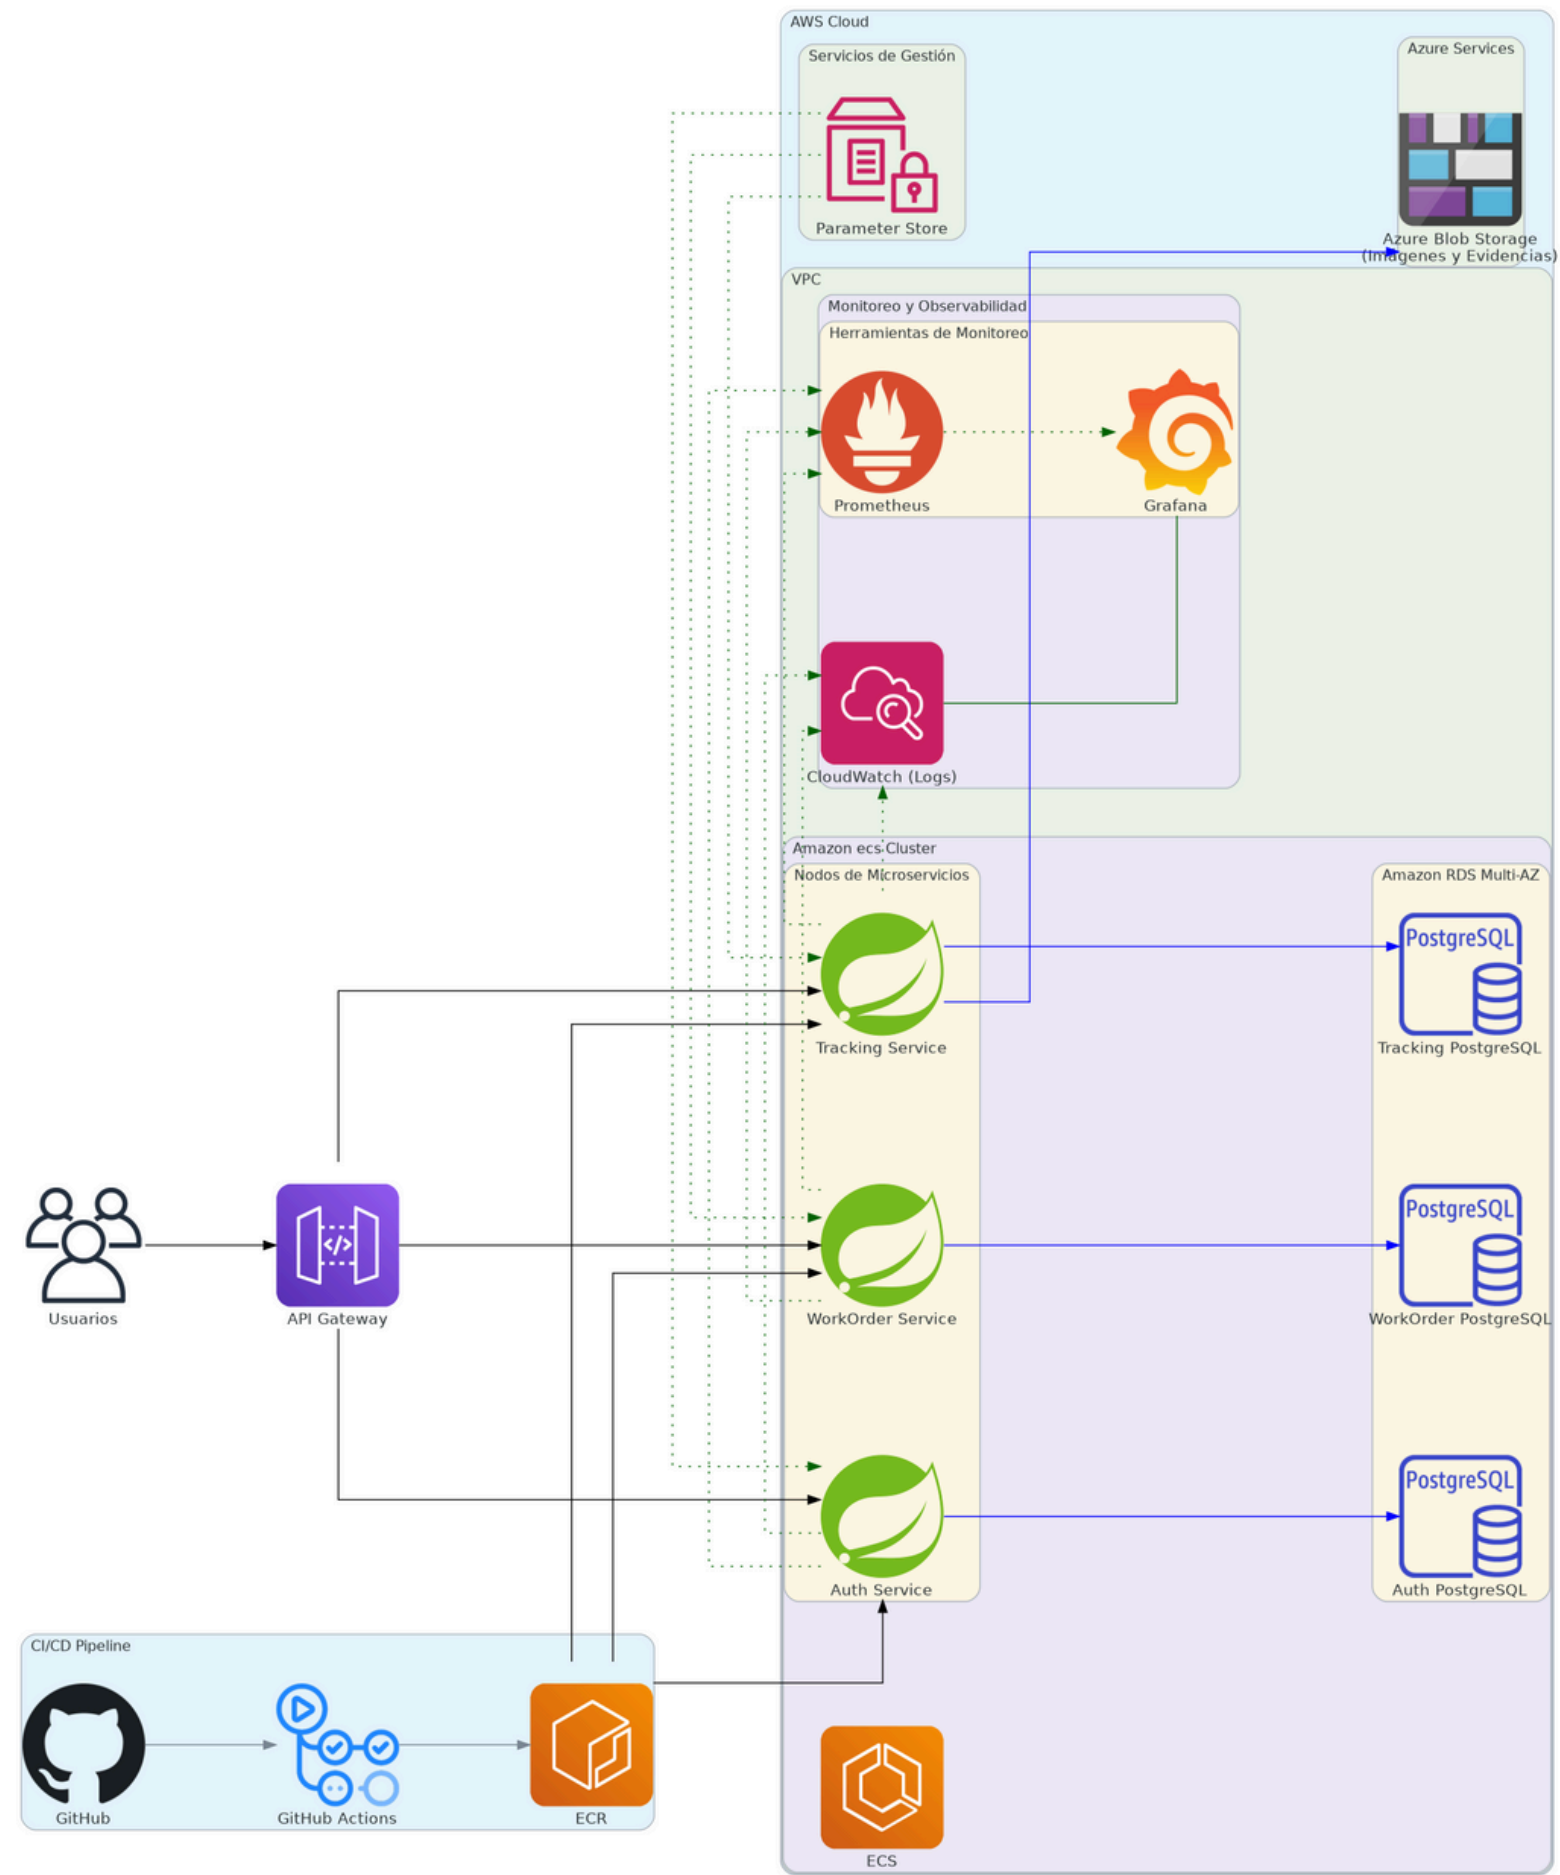 AWS Cloud
Servicios de Gestión
Azure Services
Parameter Store
Azure Blob Storage
(Imágenes y Evidencias)
VPC
Monitoreo y Observabilidad
Herramientas de Monitoreo
Prometheus
Grafana
CloudWatch (Logs)
Amazon ecs Cluster
Nodos de Microservicios
Amazon RDS Multi-AZ
PostgreSQL
Tracking Service
Tracking PostgreSQL
PostgreSQL
Usuarios
API Gateway
WorkOrder Service
WorkOrder PostgreSQL
PostgreSQL
Auth Service
Auth PostgreSQL
CI/CD Pipeline
GitHub
GitHub Actions
ECR
ECS